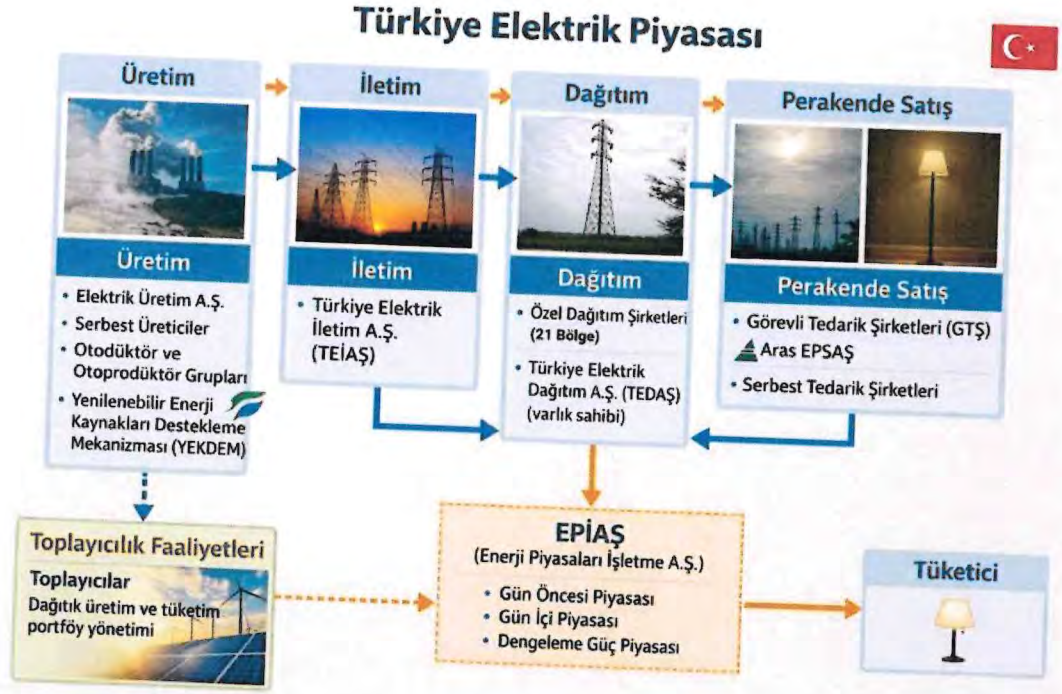 Türkiye Elektrik Piyasası
Üretim
İletim
Dağıtım
Perakende Satış
Üretim
• Elektrik Üretim A.Ş.
• Serbest Üreticiler
• Otodüktör ve
Otoprodüktör Grupları
• Yenilenebilir Enerji
Kaynakları Destekleme
Mekanizması (YEKDEM)
İletim
• Türkiye Elektrik
İletim A.Ş.
(TEİAŞ)
Dağıtım
• Özel Dağıtım Şirketleri
(21 Bölge)
• Türkiye Elektrik
Dağıtım A.Ş. (TEDAŞ)
(varlık sahibi)
Perakende Satış
• Görevli Tedarik Şirketleri (GTŞ)
Aras EPSAŞ
• Serbest Tedarik Şirketleri
Toplayıcılık Faaliyetleri
Toplayıcılar
Dağıtık üretim ve tüketim
portföy yönetimi
EPİAŞ
(Enerji Piyasaları İşletme A.Ş.)
• Gün Öncesi Piyasası
• Gün İçi Piyasası
• Dengeleme Güç Piyasası
Tüketici